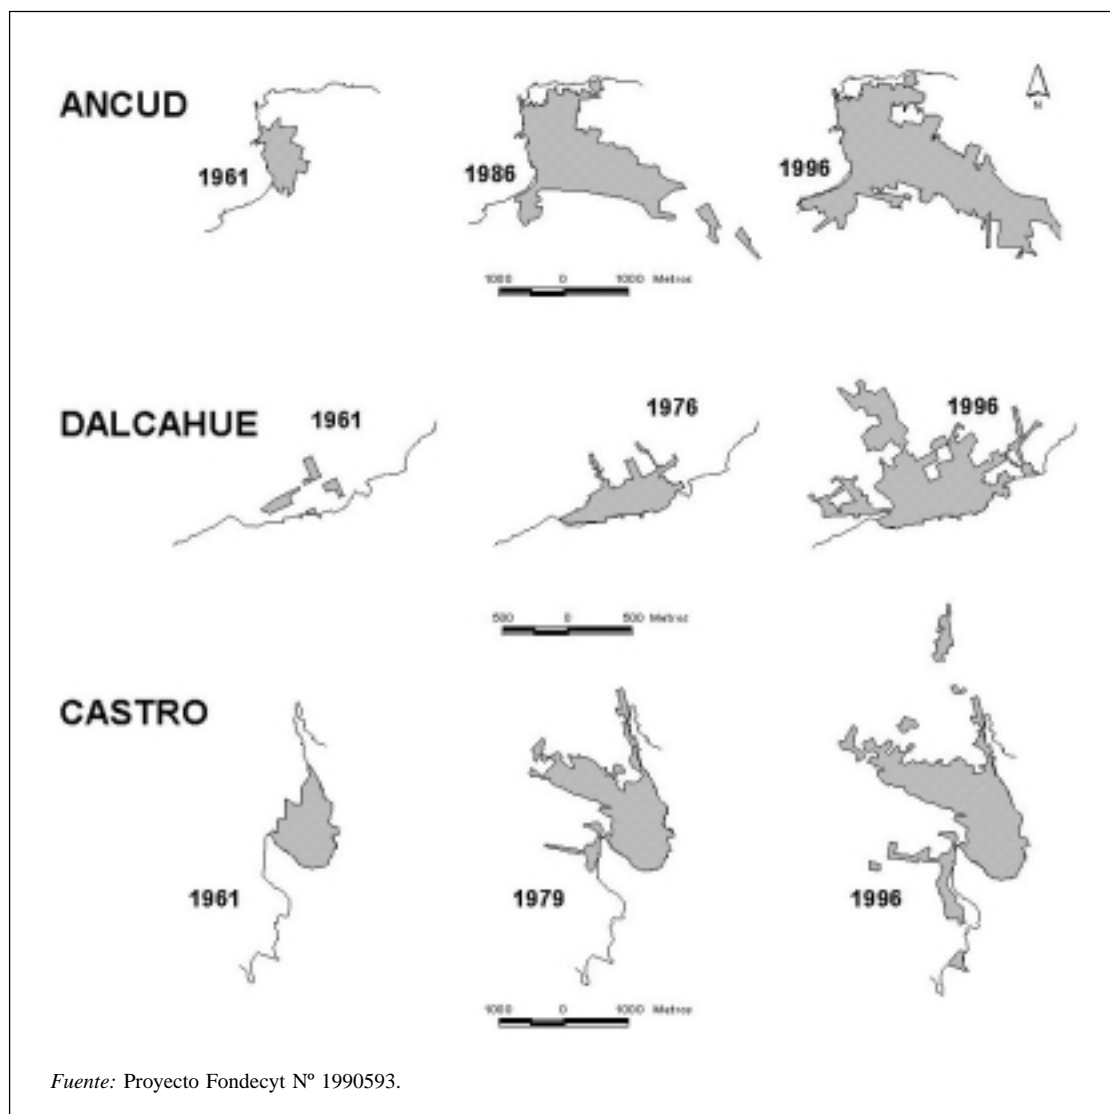 ANCUD
1961
1986
1996
N
1000 0 1000 Metros
DALCAHUE
1961
1976
1996
500 0 500 Metros
CASTRO
1961
1979
1996
1000 0 1000 Metros
Fuente: Proyecto Fondecyt Nº 1990593.